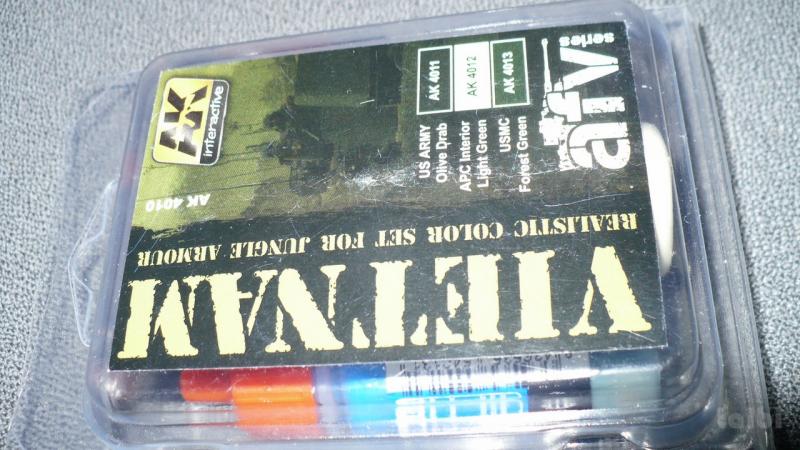 AK
interactive
AK 4010
US ARMY
Olive Drab
AK 4011
APC Interior
Light Green
AK 4012
USMC
Forest Green
AK 4013
afv
series
VIETNAM
REALISTIC COLOR SET FOR JUNGLE ARMOUR